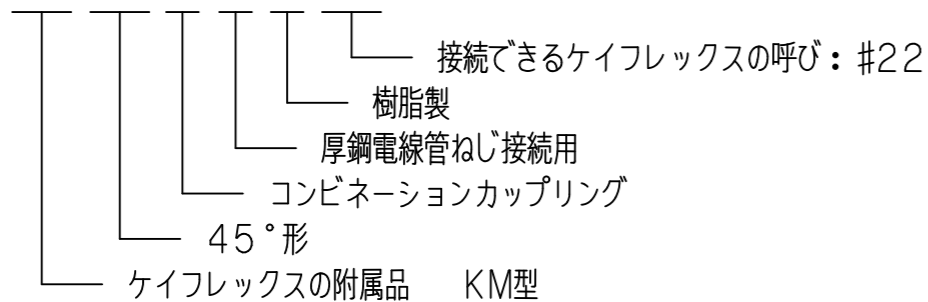 接続できるケイフレックスの呼び：♯２２
樹脂製
厚鋼電線管ねじ接続用
コンビネーションカップリング
４５°形
ケイフレックスの附属品　ＫＭ型